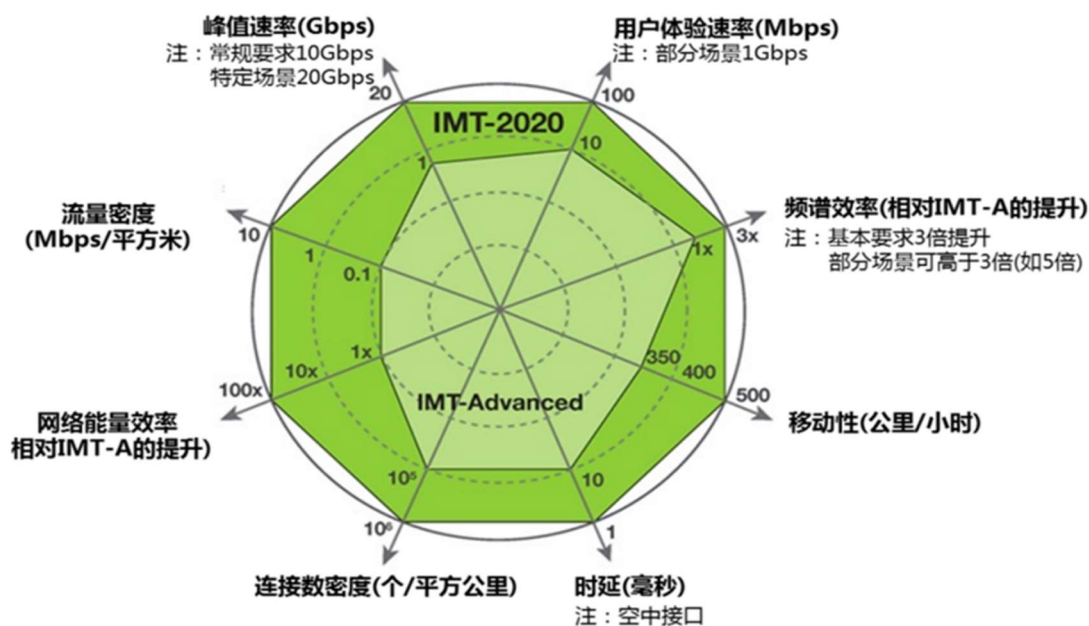 峰值速率(Gbps)
注：常规要求10Gbps
特定场景20Gbps
用户体验速率(Mbps)
注：部分场景1Gbps
20
100
IMT-2020
1
10
流量密度
(Mbps/平方米)
频谱效率(相对IMT-A的提升)
注：基本要求3倍提升
部分场景可高于3倍(如5倍)
10
1
0.1
1x
3x
1x
10x
100x
350
400
500
IMT-Advanced
网络能量效率
相对IMT-A的提升)
移动性(公里/小时)
10⁵
10
10⁶
1
连接数密度(个/平方公里)
时延(毫秒)
注：空中接口